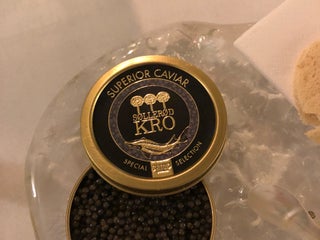 SUPERIOR CAVIAR
SØLLERØD
KRO
SPECIAL SELECTION